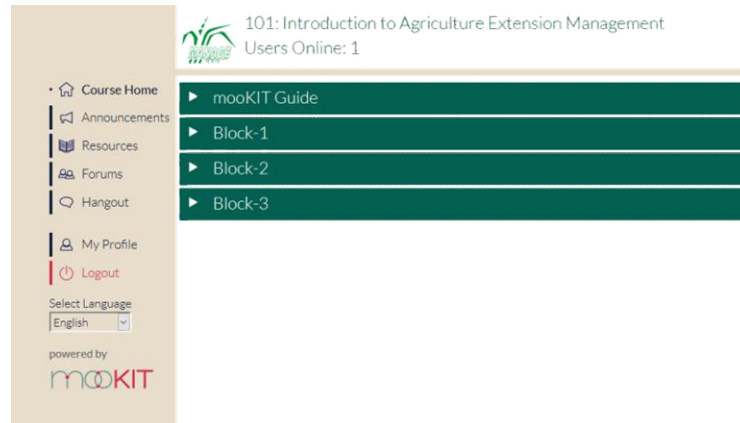 101: Introduction to Agriculture Extension Management
Users Online: 1
MANAGE
Course Home
Announcements
Resources
Forums
Hangout
My Profile
Logout
Select Language
English
powered by
mooKIT
mooKIT Guide
Block-1
Block-2
Block-3